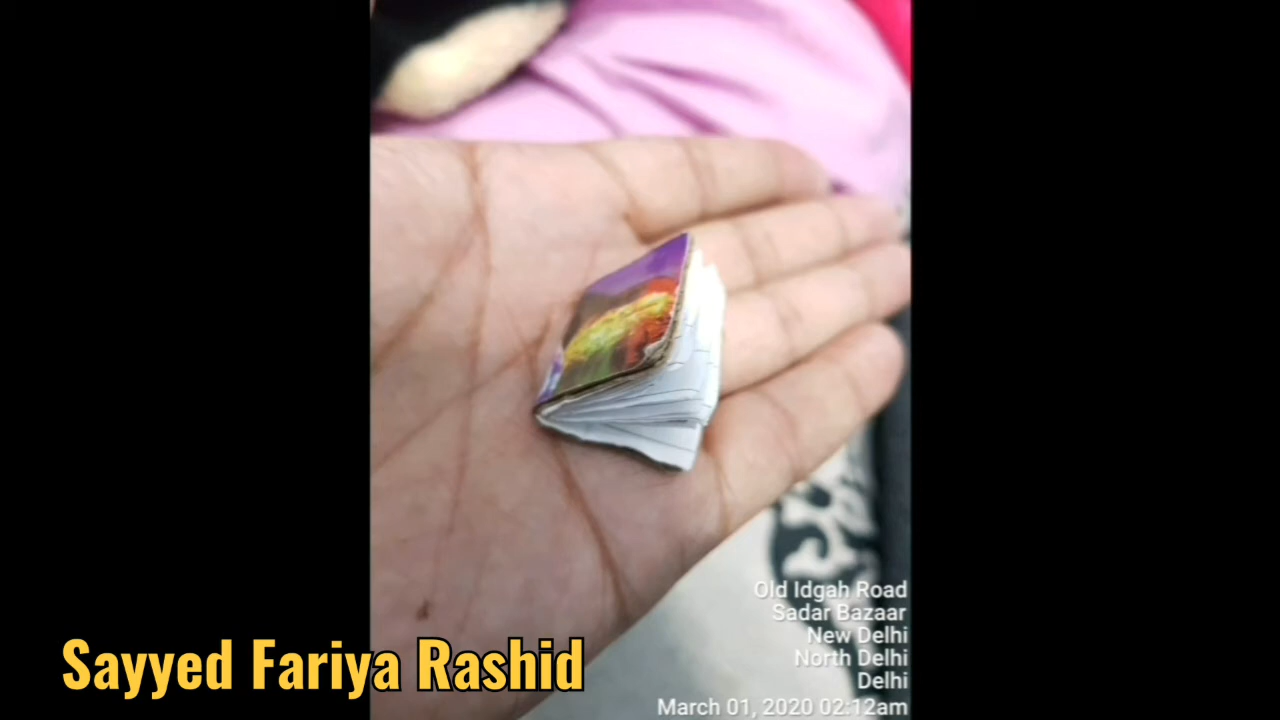 Old Idgah Road
Sadar Bazaar
New Delhi
North Delhi
Delhi
March 01, 2020 02:12am
Sayyed Fariya Rashid